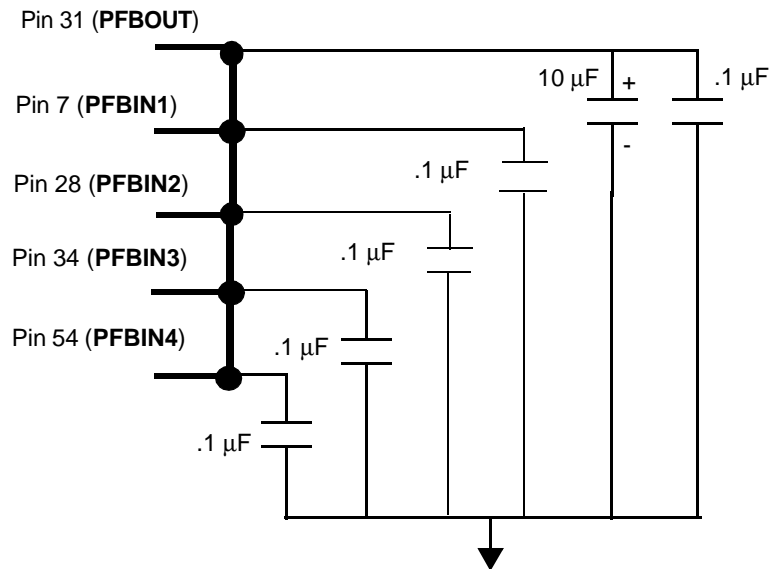 Pin 31 (PFBOUT)
10 μF
+
-
.1 μF
Pin 7 (PFBIN1)
.1 μF
Pin 28 (PFBIN2)
.1 μF
Pin 34 (PFBIN3)
.1 μF
Pin 54 (PFBIN4)
.1 μF